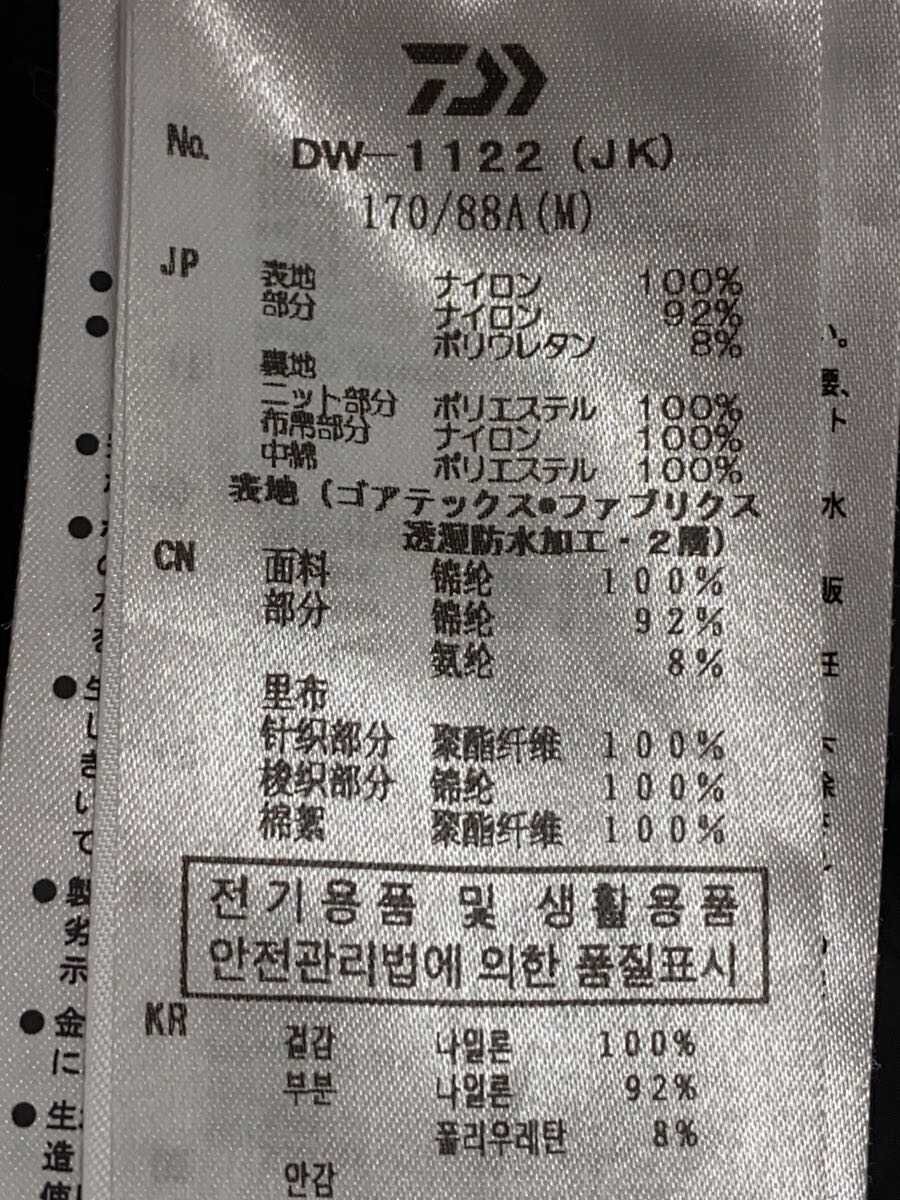 No. DW-1122 (JK)
170/88A(M)
JP 表地 ナイロン 100%
部分 ナイロン 92%
ポリウレタン 8%
裏地
ニット部分 ポリエステル 100%
布帛部分 ナイロン 100%
中綿 ポリエステル 100%
表地 (ゴアテックス●ファブリクス
透湿防水加工・2層)
CN 面料 锦纶 100%
部分 锦纶 92%
氨纶 8%
里布
针织部分 聚酯纤维 100%
梭织部分 锦纶 100%
棉絮 聚酯纤维 100%
전기용품 및 생활용품
안전관리법에 의한 품질표시
KR 겉감 나일론 100%
부분 나일론 92%
폴리우레탄 8%
안감